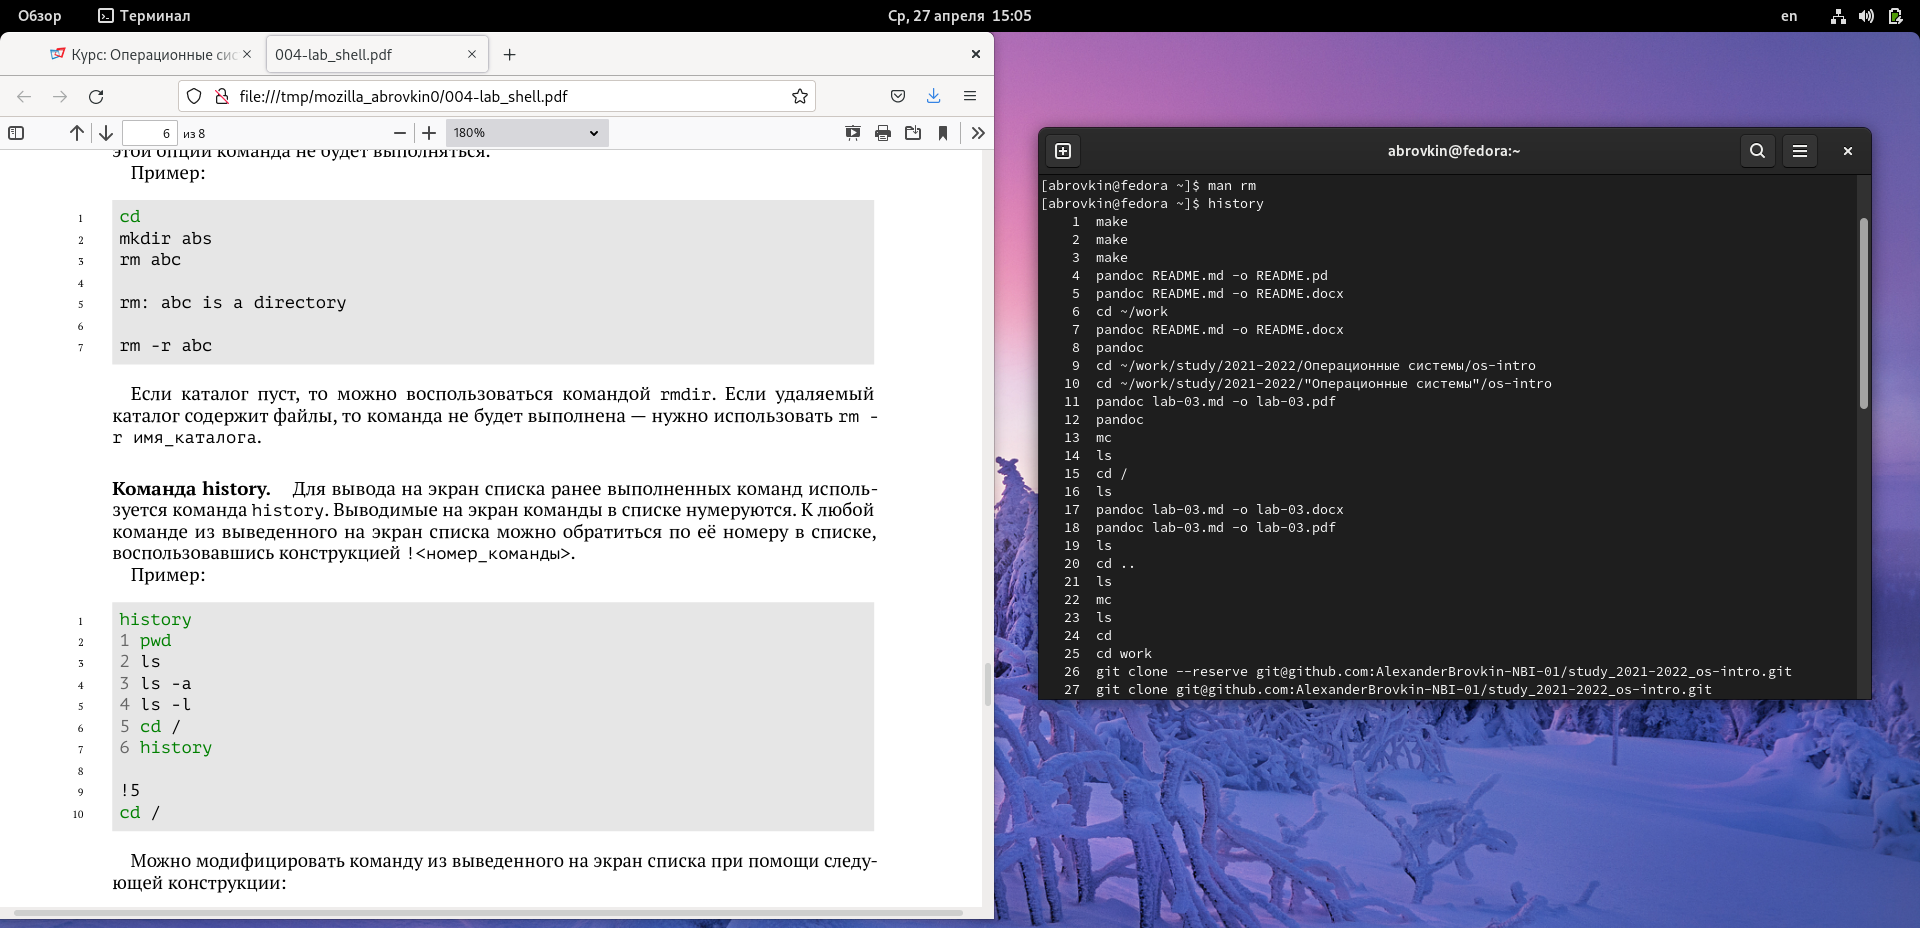 Обзор
Терминал
Ср, 27 апреля 15:05
en
Курс: Операционные сис
004-lab_shell.pdf
file:///tmp/mozilla_abrovkin0/004-lab_shell.pdf
6 из 8
180%
этой опции команда не будет выполняться.
Пример:
1 cd
2 mkdir abs
3 rm abc
4
5 rm: abc is a directory
6
7 rm -r abc
Если каталог пуст, то можно воспользоваться командой rmdir. Если удаляемый
каталог содержит файлы, то команда не будет выполнена — нужно использовать rm -
r имя_каталога.
Команда history. Для вывода на экран списка ранее выполненных команд исполь-
зуется команда history. Выводимые на экран команды в списке нумеруются. К любой
команде из выведенного на экран списка можно обратиться по её номеру в списке,
воспользовавшись конструкцией !<номер_команды>.
Пример:
1 history
2 1 pwd
3 2 ls
4 3 ls -a
5 4 ls -l
6 5 cd /
7 6 history
8
9 !5
10 cd /
Можно модифицировать команду из выведенного на экран списка при помощи следу-
ющей конструкции:
abrovkin@fedora:~
[abrovkin@fedora ~]$ man rm
[abrovkin@fedora ~]$ history
1 make
2 make
3 make
4 pandoc README.md -o README.pd
5 pandoc README.md -o README.docx
6 cd ~/work
7 pandoc README.md -o README.docx
8 pandoc
9 cd ~/work/study/2021-2022/Операционные системы/os-intro
10 cd ~/work/study/2021-2022/"Операционные системы"/os-intro
11 pandoc lab-03.md -o lab-03.pdf
12 pandoc
13 mc
14 ls
15 cd /
16 ls
17 pandoc lab-03.md -o lab-03.docx
18 pandoc lab-03.md -o lab-03.pdf
19 ls
20 cd ..
21 ls
22 mc
23 ls
24 cd
25 cd work
26 git clone --reserve git@github.com:AlexanderBrovkin-NBI-01/study_2021-2022_os-intro.git
27 git clone git@github.com:AlexanderBrovkin-NBI-01/study_2021-2022_os-intro.git